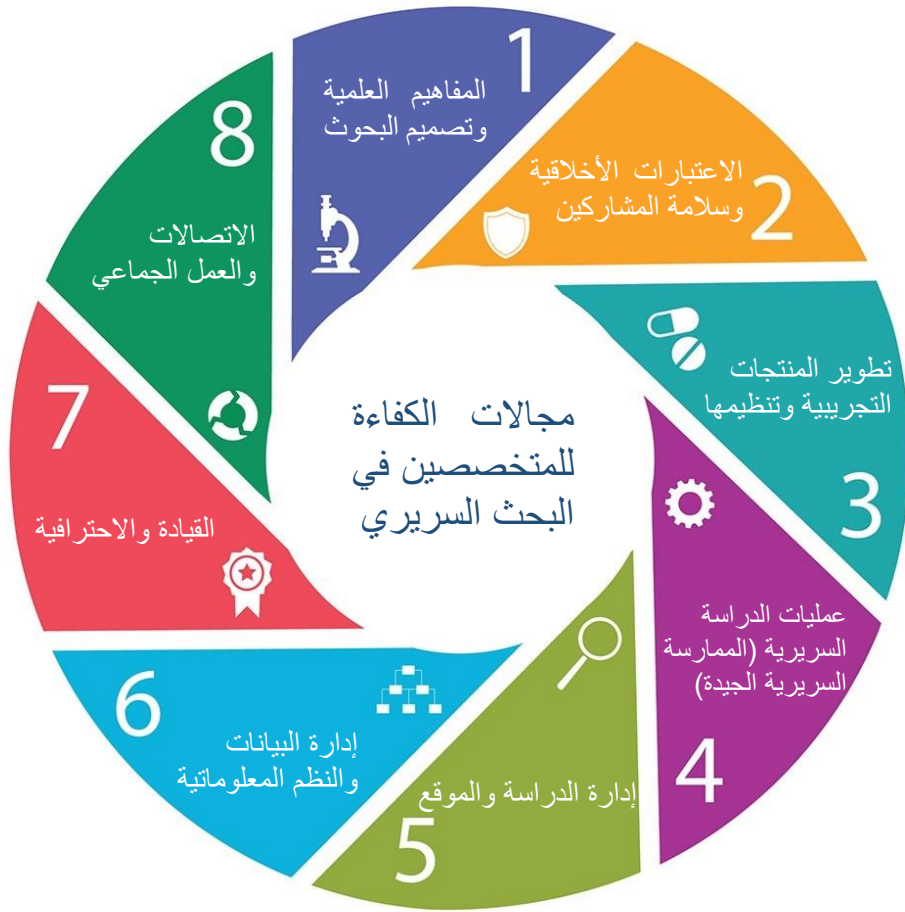 مجالات الكفاءة
للمتخصصين في
البحث السريري
1
المفاهيم العلمية
وتصميم البحوث
2
الاعتبارات الأخلاقية
وسلامة المشاركين
تطوير المنتجات
التجريبية وتنظيمها
3
عمليات الدراسة
السريرية (الممارسة
السريرية الجيدة)
4
إدارة الدراسة والموقع
5
6
إدارة البيانات
والنظم المعلوماتية
7
القيادة والاحترافية
8
الاتصالات
والعمل الجماعي